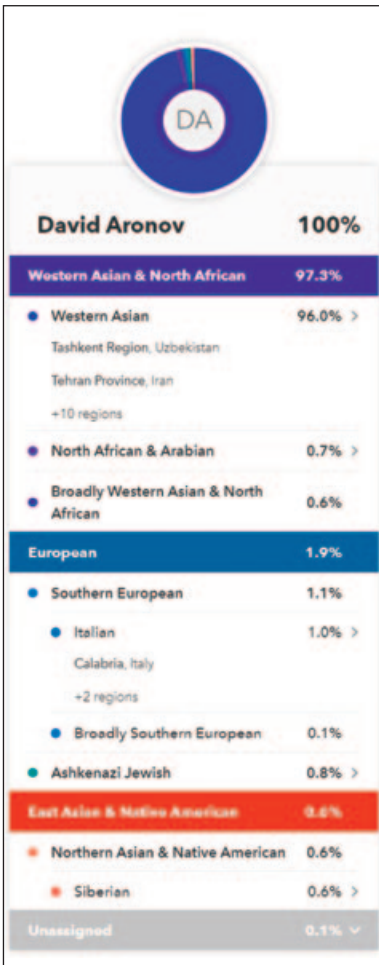 DA
David Aronov 100%
Western Asian & North African 97.3%
Western Asian 96.0% >
Tashkent Region, Uzbekistan
Tehran Province, Iran
+10 regions
North African & Arabian 0.7% >
Broadly Western Asian & North
African 0.6%
European 1.9%
Southern European 1.1%
Italian 1.0% >
Calabria, Italy
+2 regions
Broadly Southern European 0.1%
Ashkenazi Jewish 0.8% >
East Asian & Native American 0.6%
Northern Asian & Native American 0.6%
Siberian 0.6% >
Unassigned 0.1%